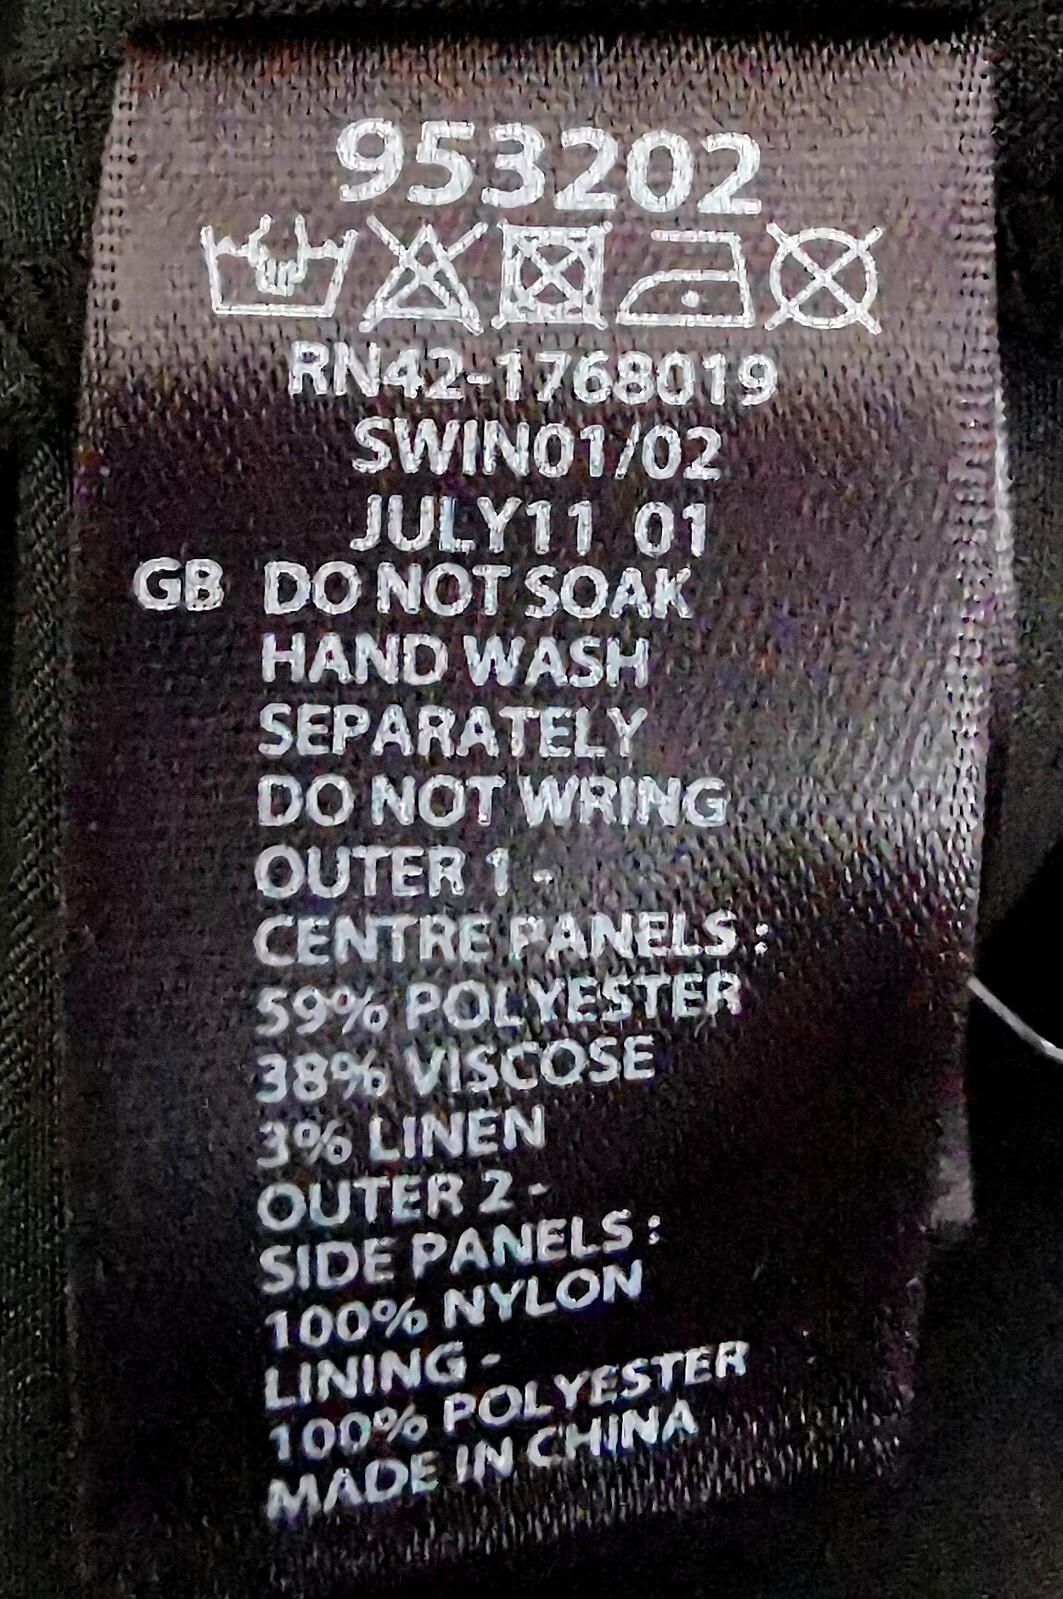 953202
RN42-1768019
SWIN01/02
JULY11 01
GB DO NOT SOAK
HAND WASH
SEPARATELY
DO NOT WRING
OUTER 1 -
CENTRE PANELS :
59% POLYESTER
38% VISCOSE
3% LINEN
OUTER 2 -
SIDE PANELS :
100% NYLON
LINING -
100% POLYESTER
MADE IN CHINA